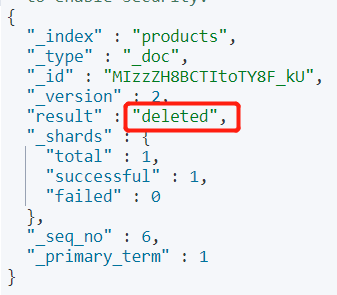 to enable security.
{
"_index" : "products",
"_type" : "_doc",
"_id" : "MIzzZH8BCTItoTY8F_kU",
"_version" : 2,
"result" : "deleted",
"_shards" : {
"total" : 1,
"successful" : 1,
"failed" : 0
},
"_seq_no" : 6,
"_primary_term" : 1
}